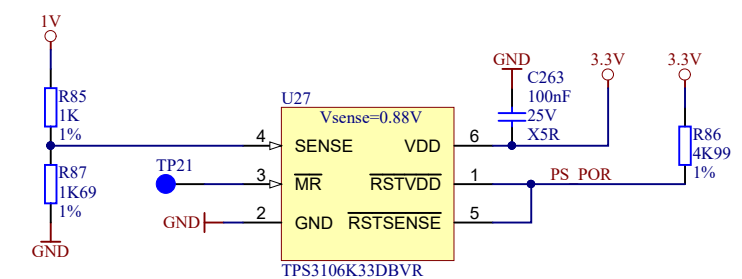 1V
R85
1K
1%
R87
1K69
1%
GND
TP21
GND
U27
Vsense=0.88V
4 SENSE VDD 6
3 MR RSTVDD 1
2 GND RSTSENSE 5
TPS3106K33DBVR
GND
C263
100nF
25V
X5R
3.3V
3.3V
PS_POR
R86
4K99
1%